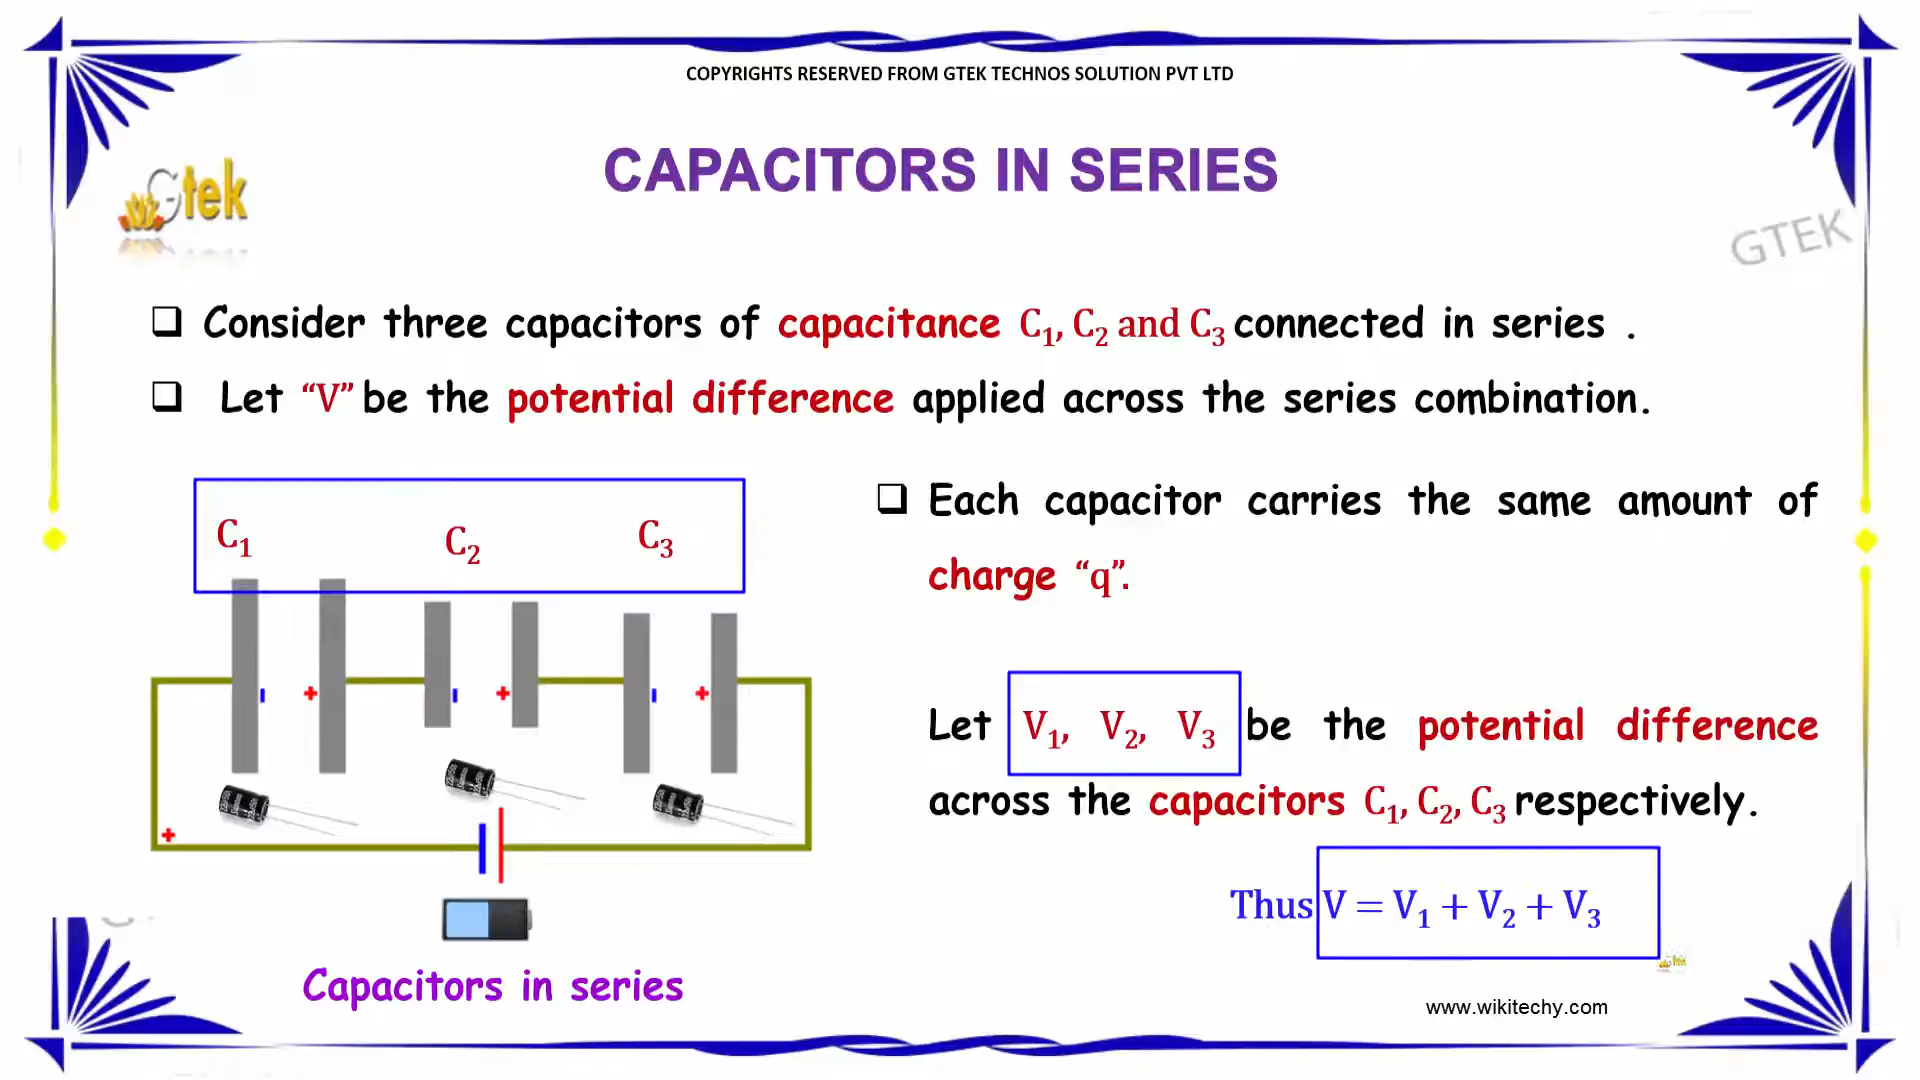 COPYRIGHTS RESERVED FROM GTEK TECHNOS SOLUTION PVT LTD
CAPACITORS IN SERIES
Gtek
GTEK
❑ Consider three capacitors of capacitance C₁, C₂ and C₃ connected in series .
❑ Let “V” be the potential difference applied across the series combination.
C₁ C₂ C₃
❑ Each capacitor carries the same amount of
charge “q”.
Let V₁, V₂, V₃ be the potential difference
across the capacitors C₁, C₂, C₃ respectively.
+ + +
+
Thus V = V₁ + V₂ + V₃
Capacitors in series
www.wikitechy.com